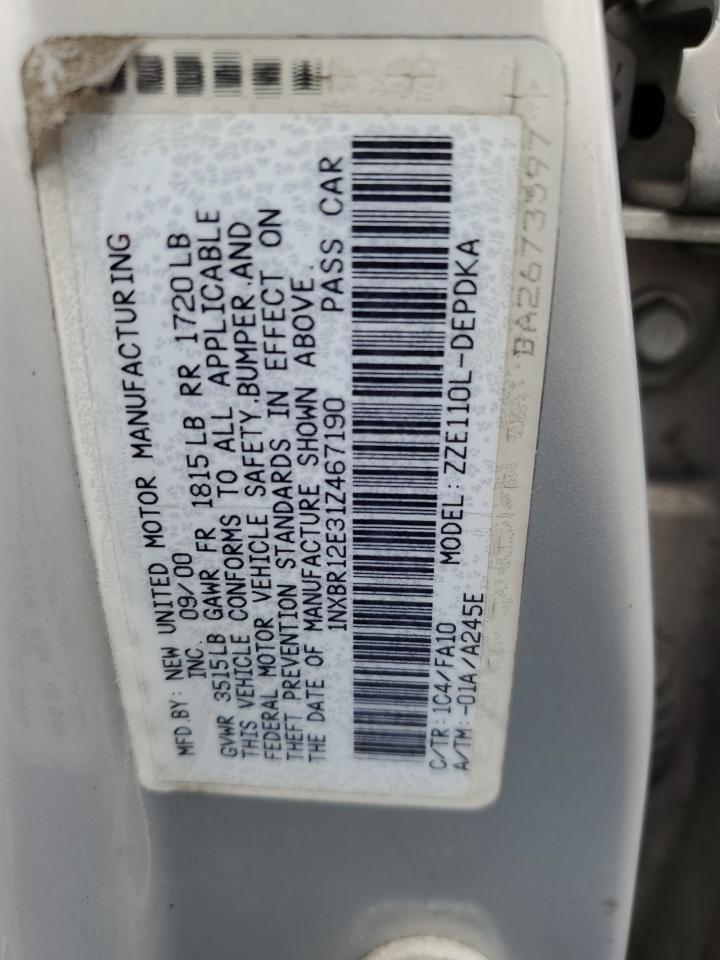 MFD BY: NEW UNITED MOTOR MANUFACTURING
INC. 09/00
GVWR 3515LB GAWR FR 1815LB RR 1720LB
THIS VEHICLE CONFORMS TO ALL APPLICABLE
FEDERAL MOTOR VEHICLE SAFETY.BUMPER.AND
THEFT PREVENTION STANDARDS IN EFFECT ON
THE DATE OF MANUFACTURE SHOWN ABOVE.
1NXBR12E31Z467190 PASS CAR
C/TR:1C4/FA10 MODEL:ZZE110L-DEPDKA
A/TM:-01A/A245E
BA2673397